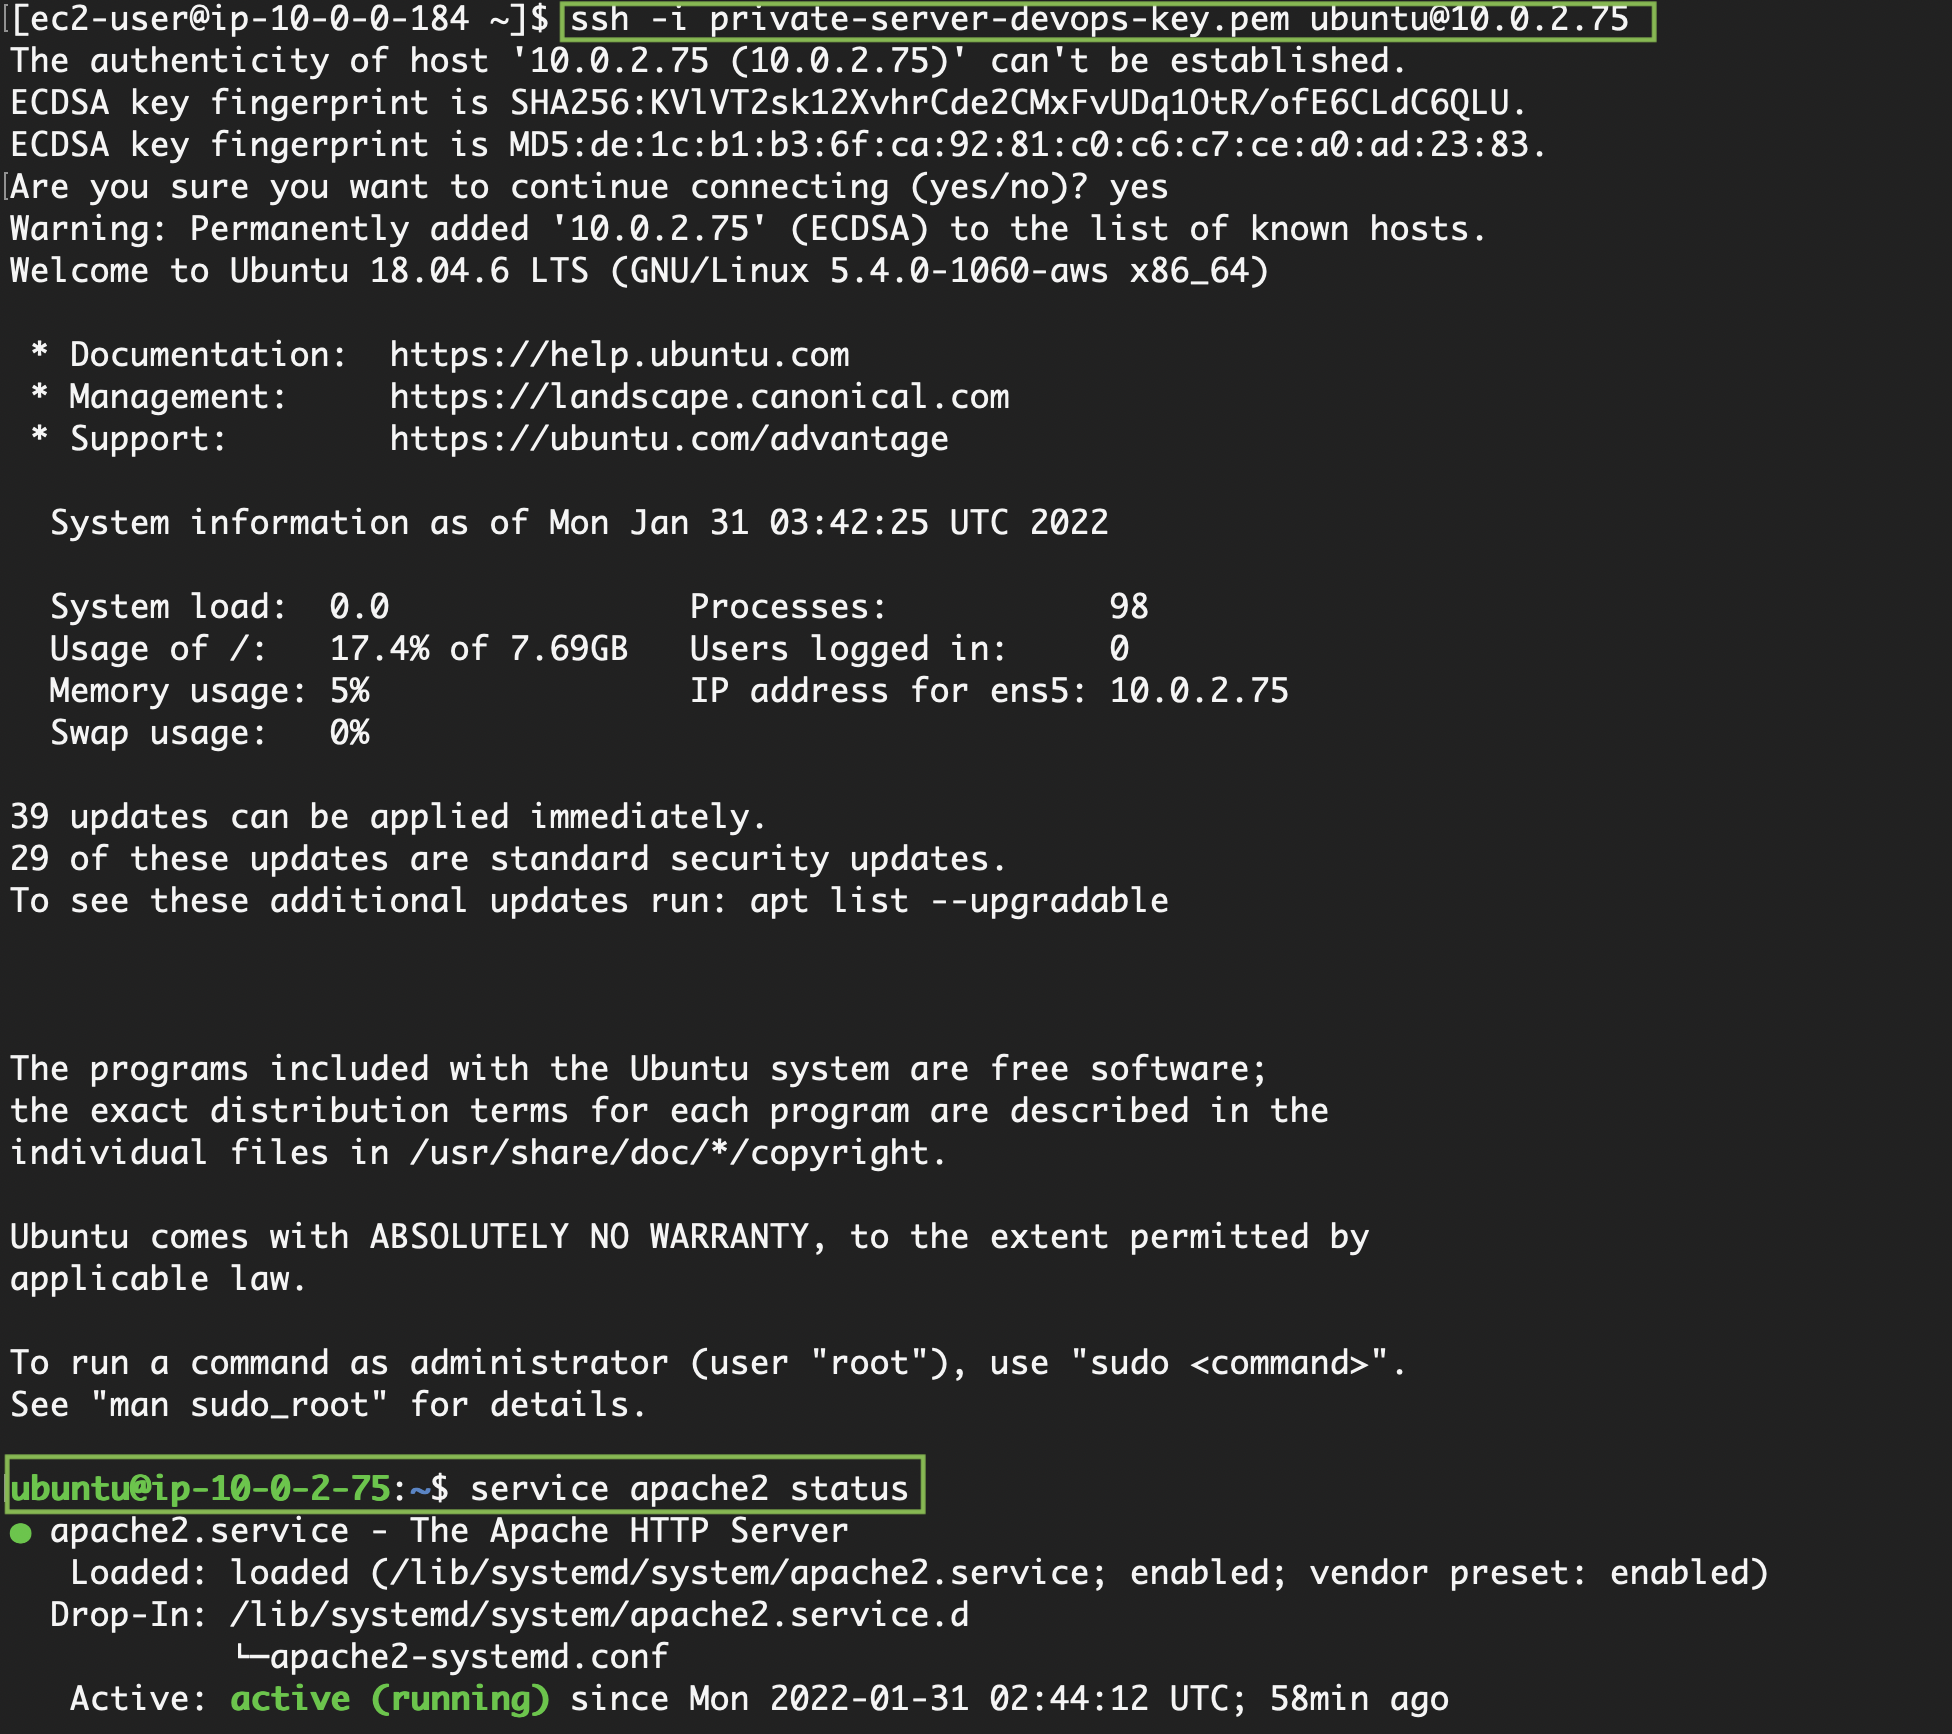 [ec2-user@ip-10-0-0-184 ~]$ ssh -i private-server-devops-key.pem ubuntu@10.0.2.75
The authenticity of host '10.0.2.75 (10.0.2.75)' can't be established.
ECDSA key fingerprint is SHA256:KVlVT2sk12XvhrCde2CMxFvUDq1OtR/ofE6CLdC6QLU.
ECDSA key fingerprint is MD5:de:1c:b1:b3:6f:ca:92:81:c0:c6:c7:ce:a0:ad:23:83.
Are you sure you want to continue connecting (yes/no)? yes
Warning: Permanently added '10.0.2.75' (ECDSA) to the list of known hosts.
Welcome to Ubuntu 18.04.6 LTS (GNU/Linux 5.4.0-1060-aws x86_64)

 * Documentation:  https://help.ubuntu.com
 * Management:     https://landscape.canonical.com
 * Support:        https://ubuntu.com/advantage

  System information as of Mon Jan 31 03:42:25 UTC 2022

  System load:  0.0               Processes:           98
  Usage of /:   17.4% of 7.69GB   Users logged in:     0
  Memory usage: 5%                IP address for ens5: 10.0.2.75
  Swap usage:   0%

39 updates can be applied immediately.
29 of these updates are standard security updates.
To see these additional updates run: apt list --upgradable

The programs included with the Ubuntu system are free software;
the exact distribution terms for each program are described in the
individual files in /usr/share/doc/*/copyright.

Ubuntu comes with ABSOLUTELY NO WARRANTY, to the extent permitted by
applicable law.

To run a command as administrator (user "root"), use "sudo <command>".
See "man sudo_root" for details.

ubuntu@ip-10-0-2-75:~$ service apache2 status
● apache2.service - The Apache HTTP Server
   Loaded: loaded (/lib/systemd/system/apache2.service; enabled; vendor preset: enabled)
  Drop-In: /lib/systemd/system/apache2.service.d
           └─apache2-systemd.conf
   Active: active (running) since Mon 2022-01-31 02:44:12 UTC; 58min ago